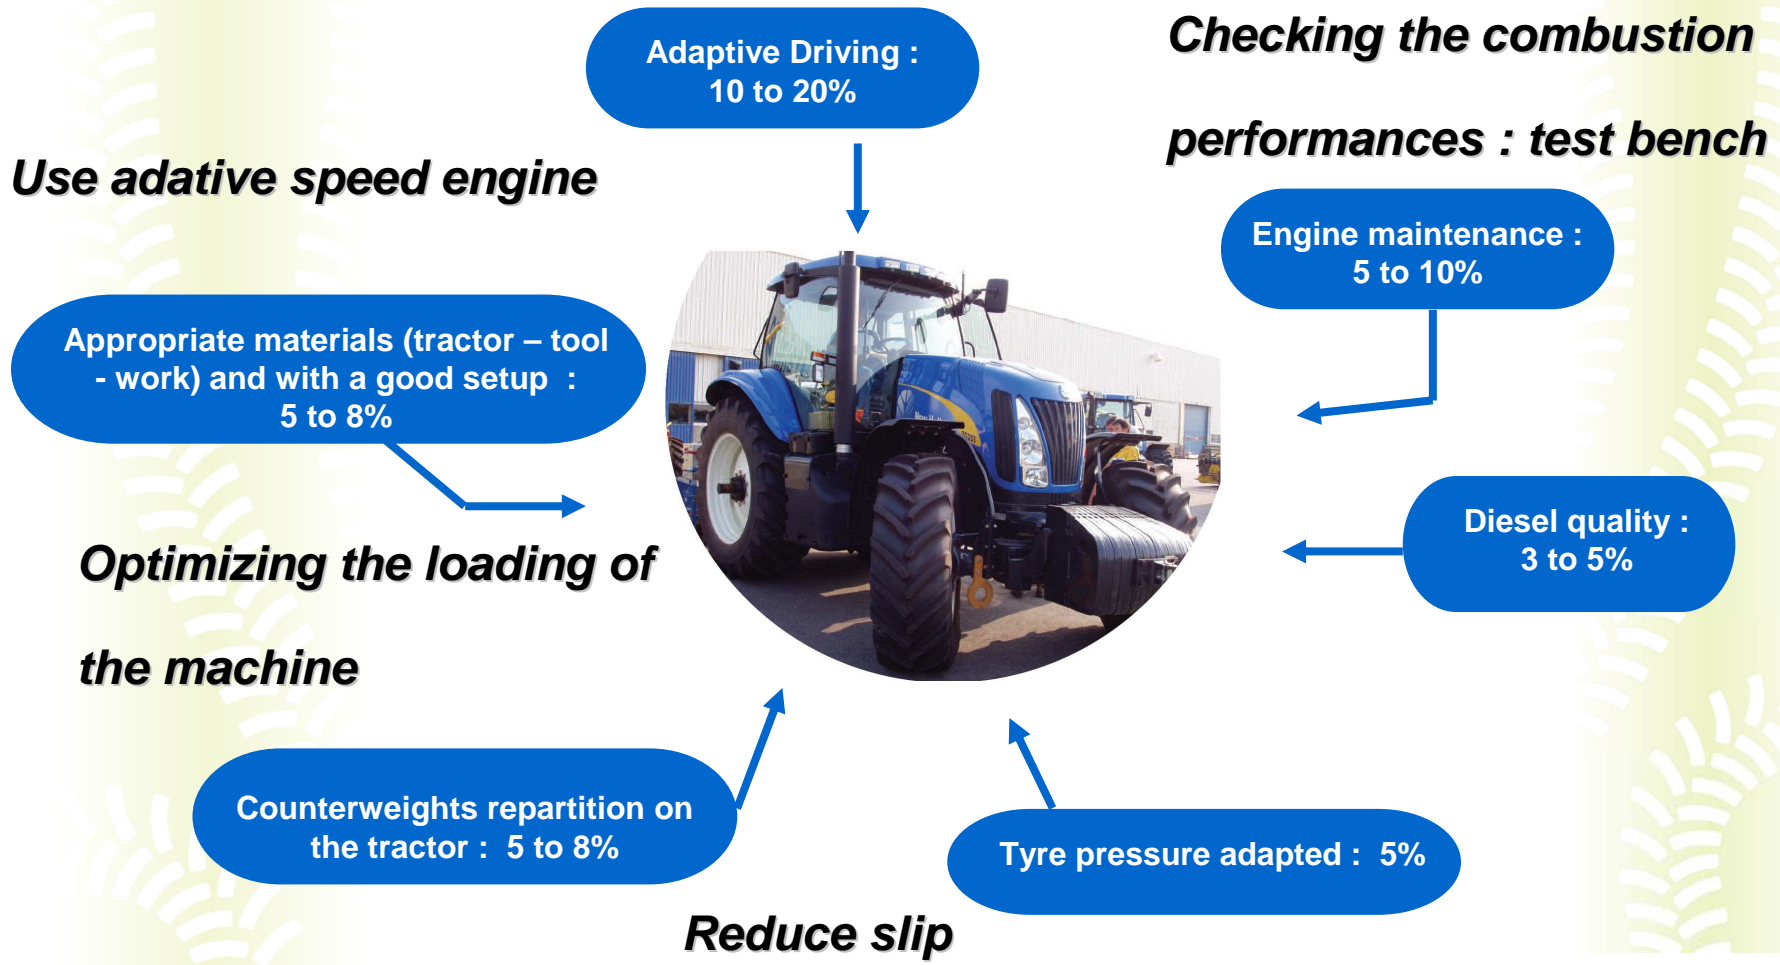 Adaptive Driving :
10 to 20%
Checking the combustion
performances : test bench
Use adative speed engine
Engine maintenance :
5 to 10%
Appropriate materials (tractor – tool
- work) and with a good setup :
5 to 8%
Diesel quality :
3 to 5%
Optimizing the loading of
the machine
Counterweights repartition on
the tractor : 5 to 8%
Tyre pressure adapted : 5%
Reduce slip